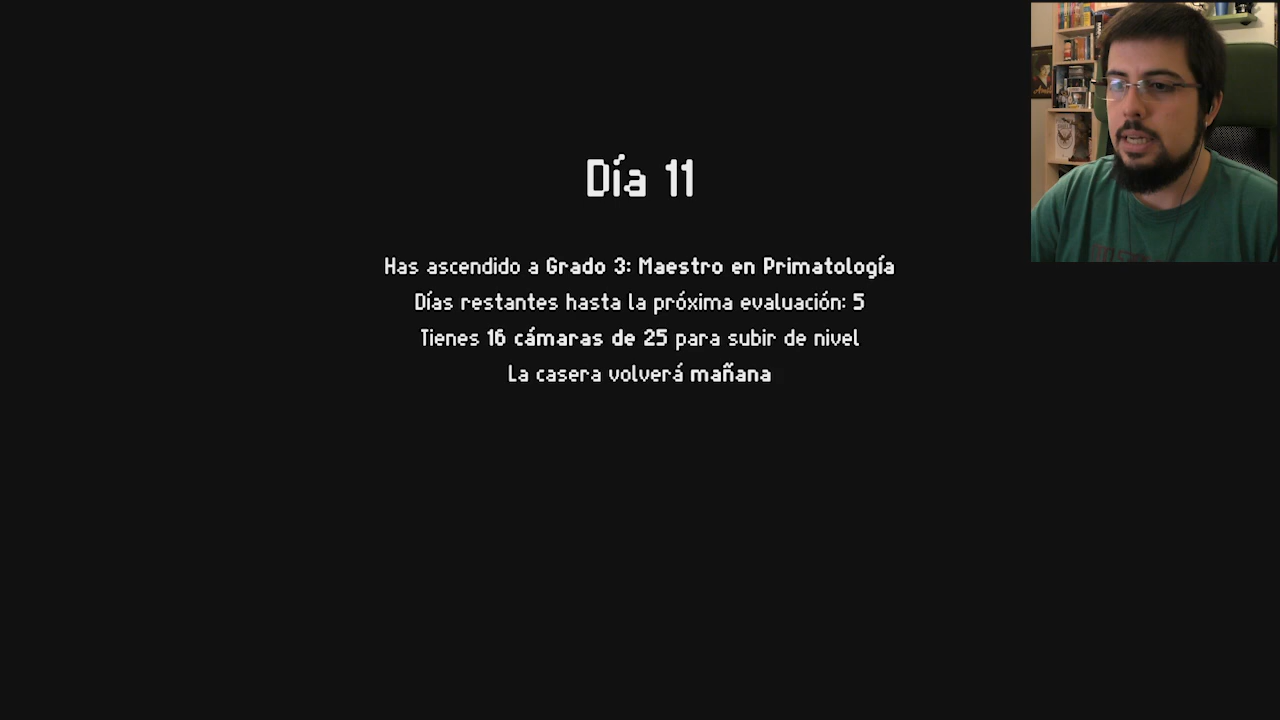 Día 11
Has ascendido a Grado 3: Maestro en Primatología
Días restantes hasta la próxima evaluación: 5
Tienes 16 cámaras de 25 para subir de nivel
La casera volverá mañana